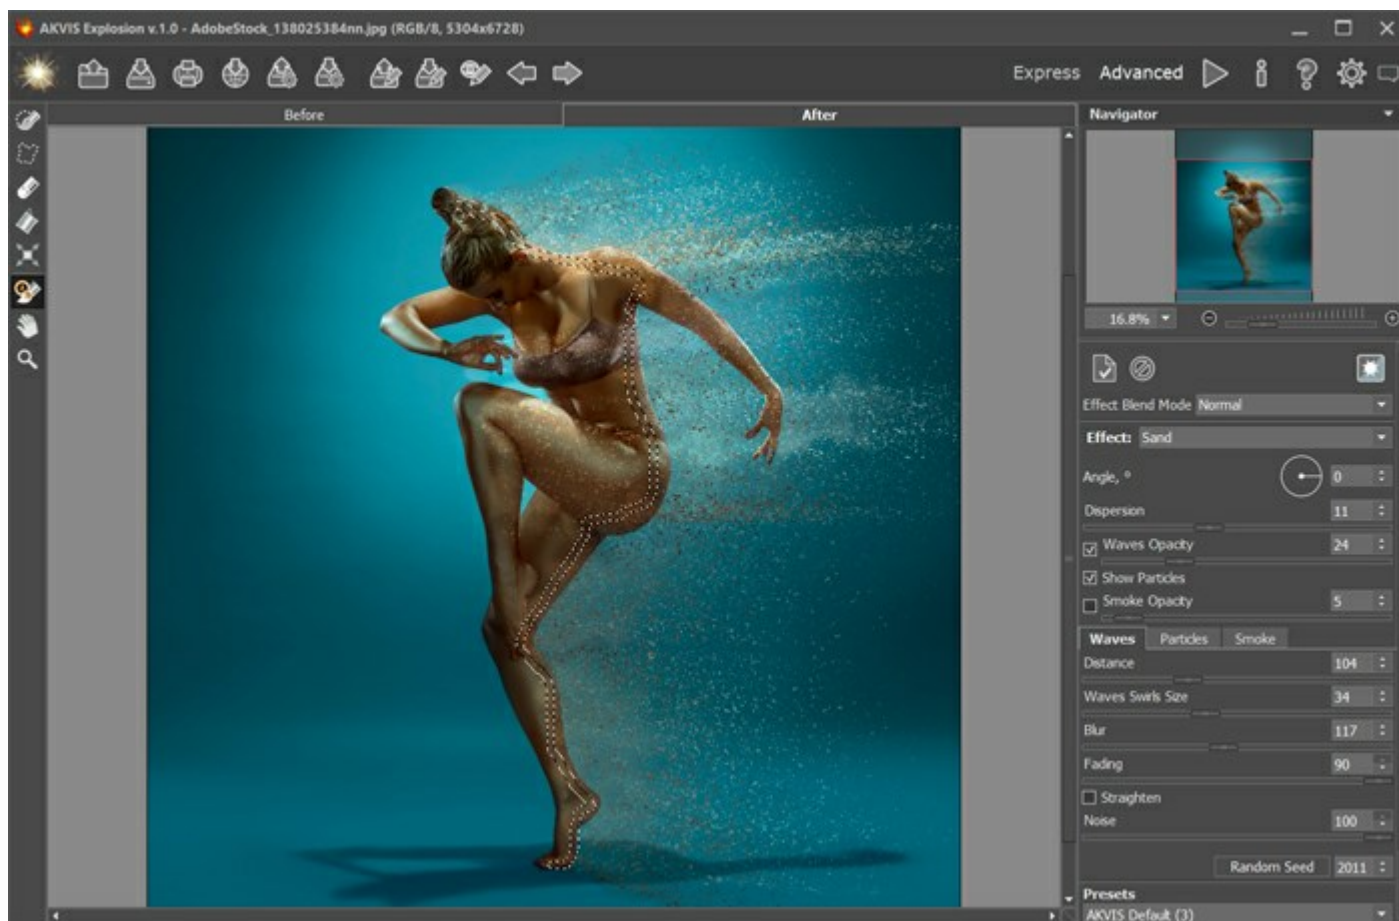 AKVIS Explosion v.1.0 - AdobeStock_138025384nn.jpg (RGB/8, 5304x6728)
Express Advanced
Before After
Navigator
16.8%
Effect Blend Mode Normal
Effect: Sand
Angle, ° 0
Dispersion 11
Waves Opacity 24
Show Particles
Smoke Opacity 5
Waves Particles Smoke
Distance 104
Waves Swirls Size 34
Blur 117
Fading 90
Straighten
Noise 100
Random Seed 2011
Presets
AKVIS Default (3)